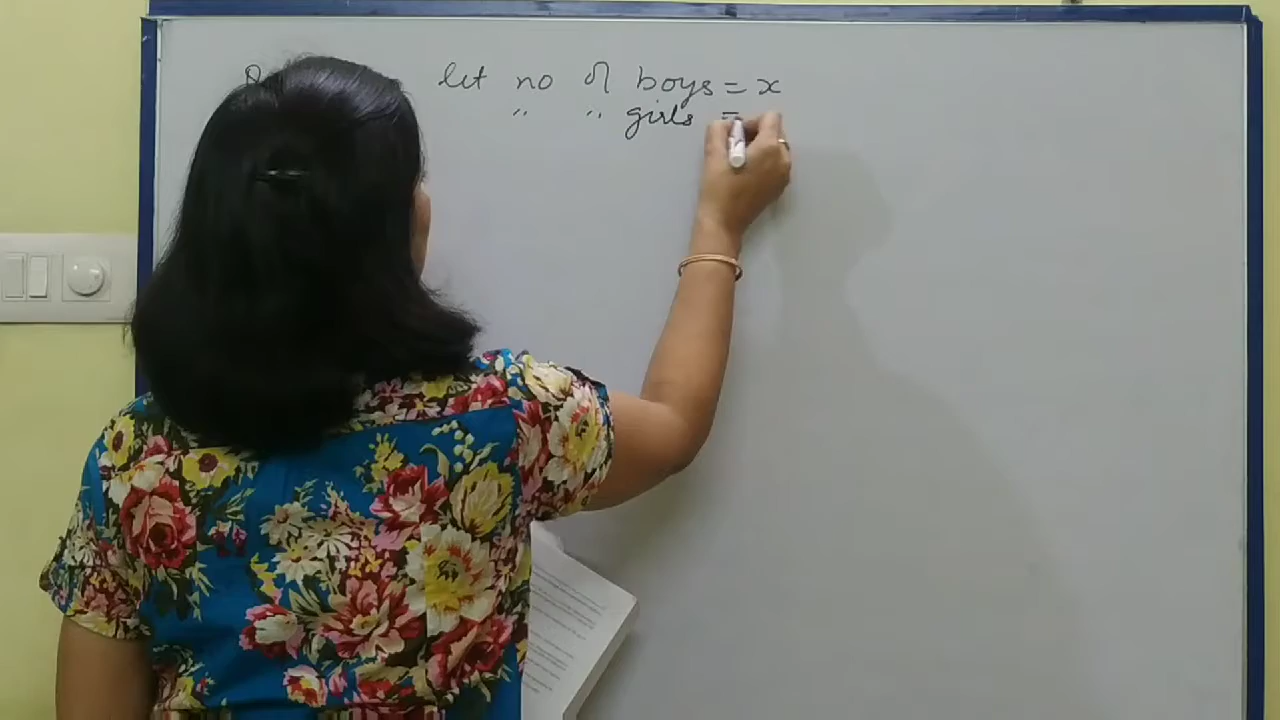 let no of boys = x
" " girls =